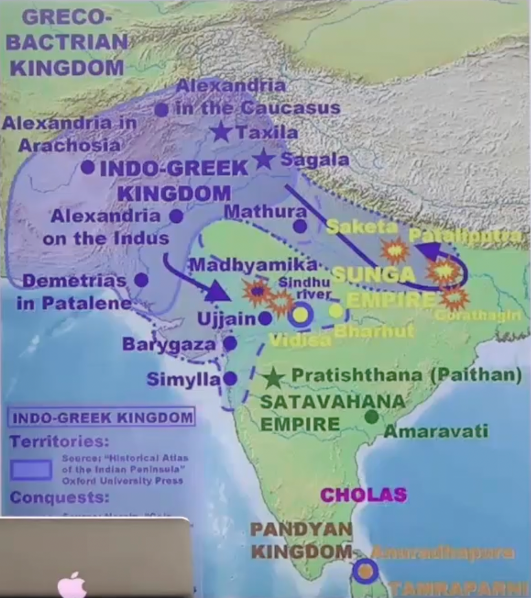 GRECO-
BACTRIAN
KINGDOM
Alexandria
in the Caucasus
Alexandria in
Arachosia
Taxila
Sagala
INDO-GREEK
KINGDOM
Alexandria
on the Indus
Mathura
Saketa
Pataliputra
Madhyamika
Sindhu
river
SUNGA
EMPIRE
Demetrias
in Patalene
Gorathagiri
Ujjain
Vidisa
Bharhut
Barygaza
Simylla
Pratishthana (Paithan)
SATAVAHANA
EMPIRE
Amaravati
INDO-GREEK KINGDOM
Territories:
Source: "Historical Atlas
of the Indian Peninsula"
Oxford University Press
Conquests:
CHOLAS
PANDYAN
KINGDOM
Anuradhapura
TAMRAPARNI